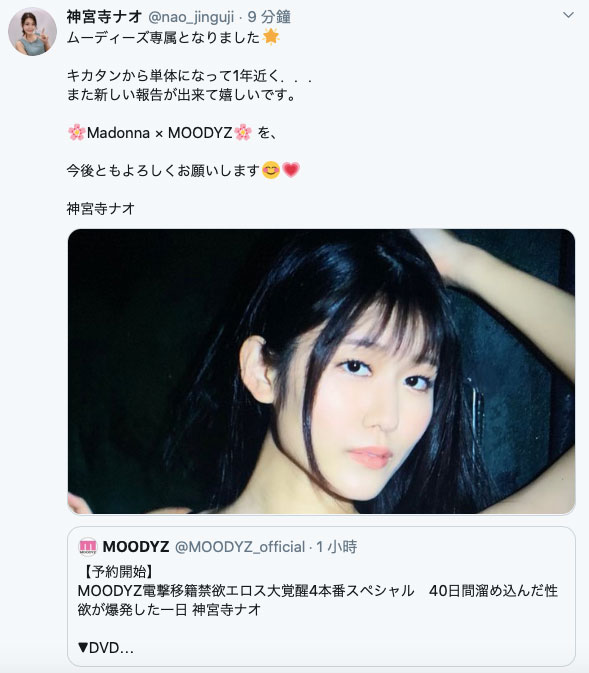 神宮寺ナオ @nao_jinguji · 9 分鐘
ムーディーズ専属となりました🌟
キカタンから単体になって1年近く．．．
また新しい報告が出来て嬉しいです。
🌸Madonna × MOODYZ🌸 を、
今後ともよろしくお願いします😊💗
神宮寺ナオ
MOODYZ @MOODYZ_official · 1 小時
【予約開始】
MOODYZ電撃移籍禁欲エロス大覚醒4本番スペシャル　40日間溜め込んだ性
欲が爆発した一日 神宮寺ナオ
▼DVD…